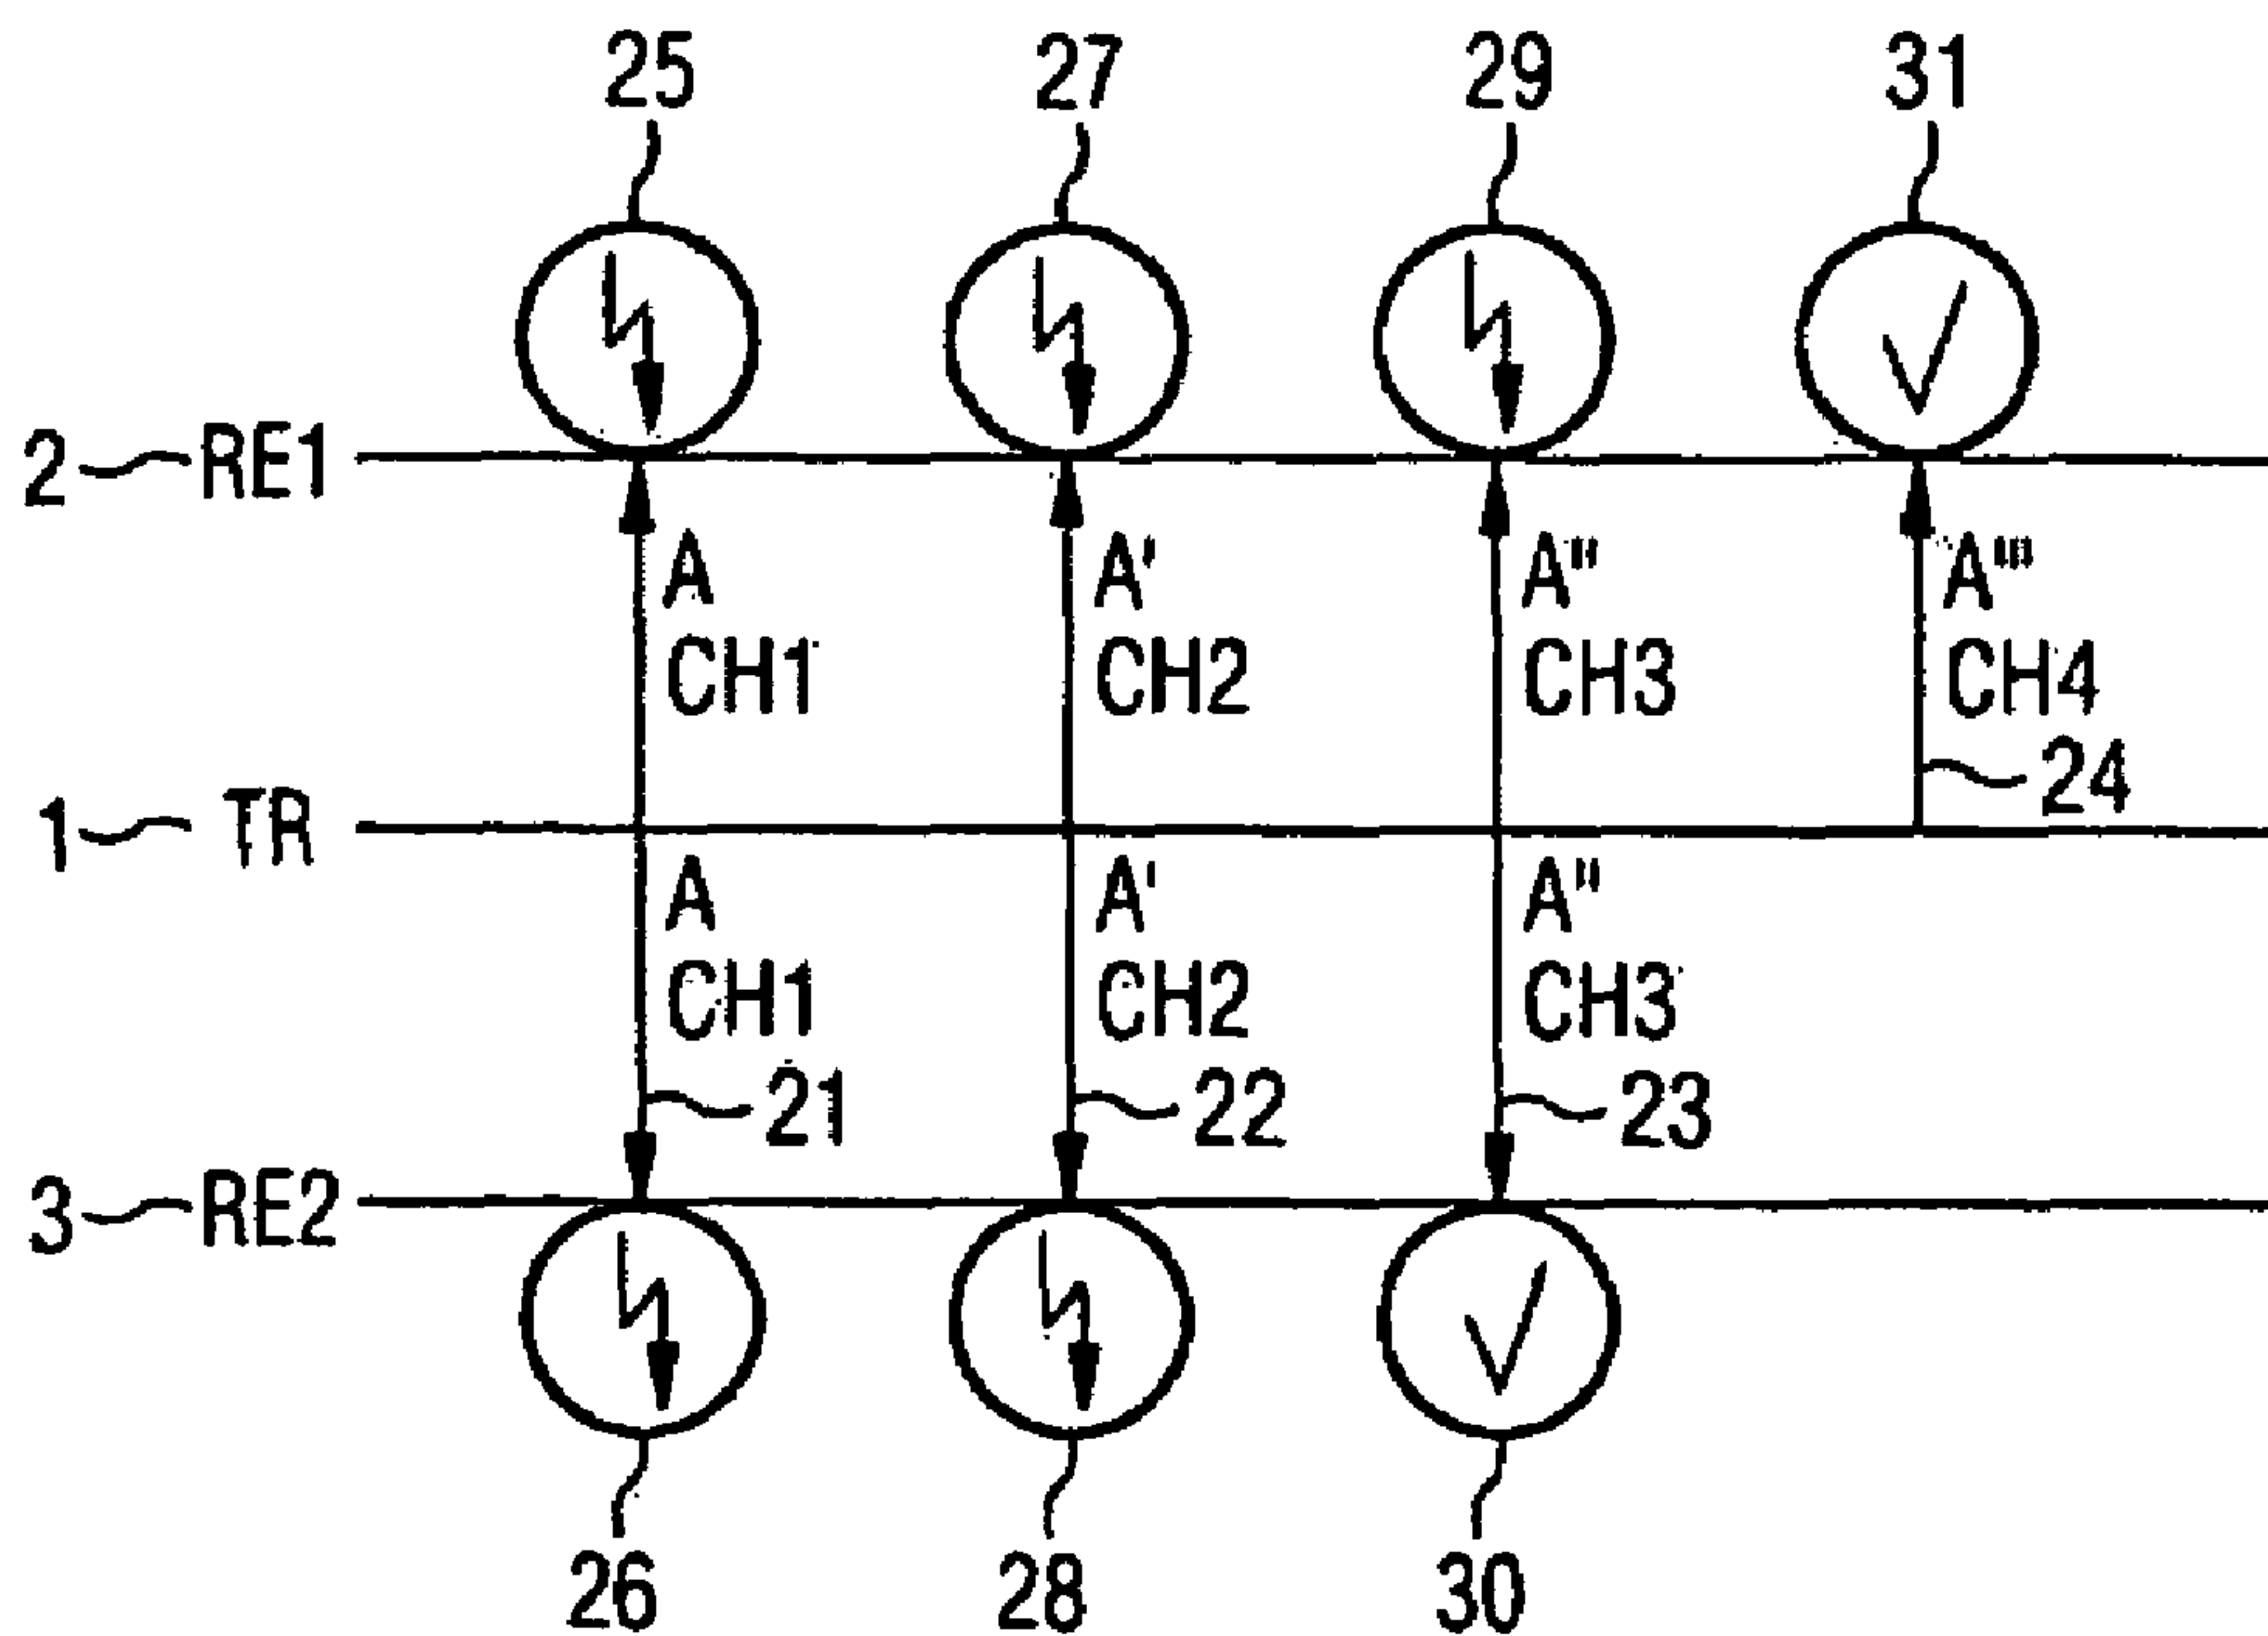 25 27 29 31
2 RE1
A A' A" A"'
CH1 CH2 CH3 CH4
24
1 TR
A A' A"
CH1 CH2 CH3
21 22 23
3 RE2
26 28 30